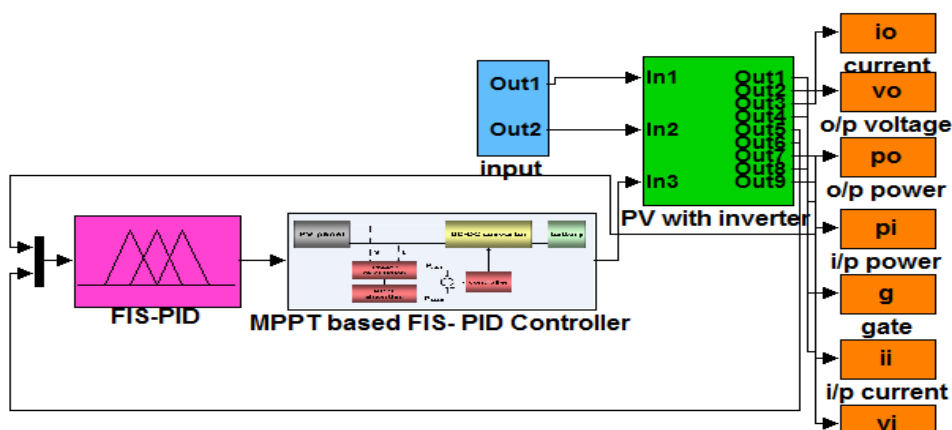 Out1
Out2
input
In1
In2
In3
Out1
Out2
Out3
Out4
Out5
Out6
Out7
Out8
Out9
PV with inverter
io
current
vo
o/p voltage
po
o/p power
pi
i/p power
g
gate
ii
i/p current
vi
FIS-PID
PV panel
DC-DC converter
battery
MPPT based FIS- PID Controller